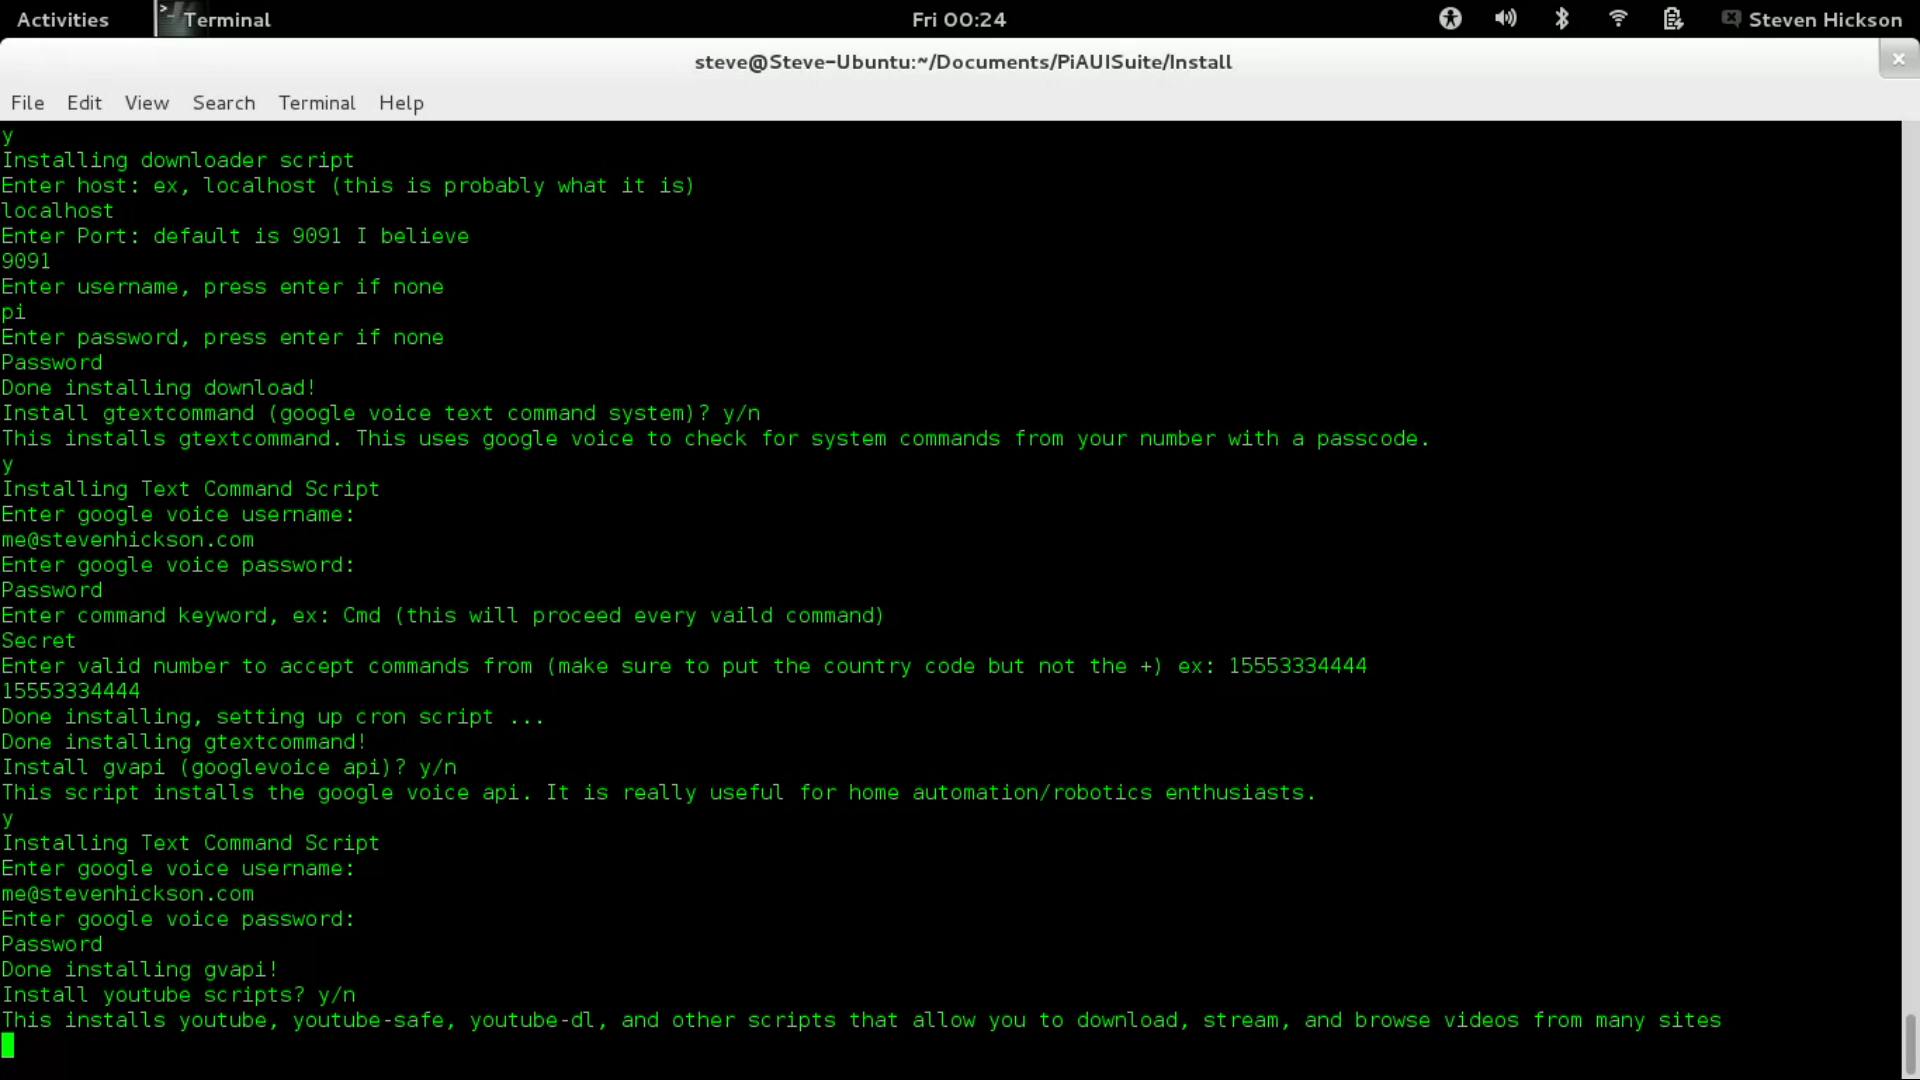 Activities Terminal Fri 00:24 Steven Hickson
steve@Steve-Ubuntu:~/Documents/PiAUISuite/Install
File Edit View Search Terminal Help
y
Installing downloader script
Enter host: ex, localhost (this is probably what it is)
localhost
Enter Port: default is 9091 I believe
9091
Enter username, press enter if none
pi
Enter password, press enter if none
Password
Done installing download!
Install gtextcommand (google voice text command system)? y/n
This installs gtextcommand. This uses google voice to check for system commands from your number with a passcode.
y
Installing Text Command Script
Enter google voice username:
me@stevenhickson.com
Enter google voice password:
Password
Enter command keyword, ex: Cmd (this will proceed every vaild command)
Secret
Enter valid number to accept commands from (make sure to put the country code but not the +) ex: 15553334444
15553334444
Done installing, setting up cron script ...
Done installing gtextcommand!
Install gvapi (googlevoice api)? y/n
This script installs the google voice api. It is really useful for home automation/robotics enthusiasts.
y
Installing Text Command Script
Enter google voice username:
me@stevenhickson.com
Enter google voice password:
Password
Done installing gvapi!
Install youtube scripts? y/n
This installs youtube, youtube-safe, youtube-dl, and other scripts that allow you to download, stream, and browse videos from many sites